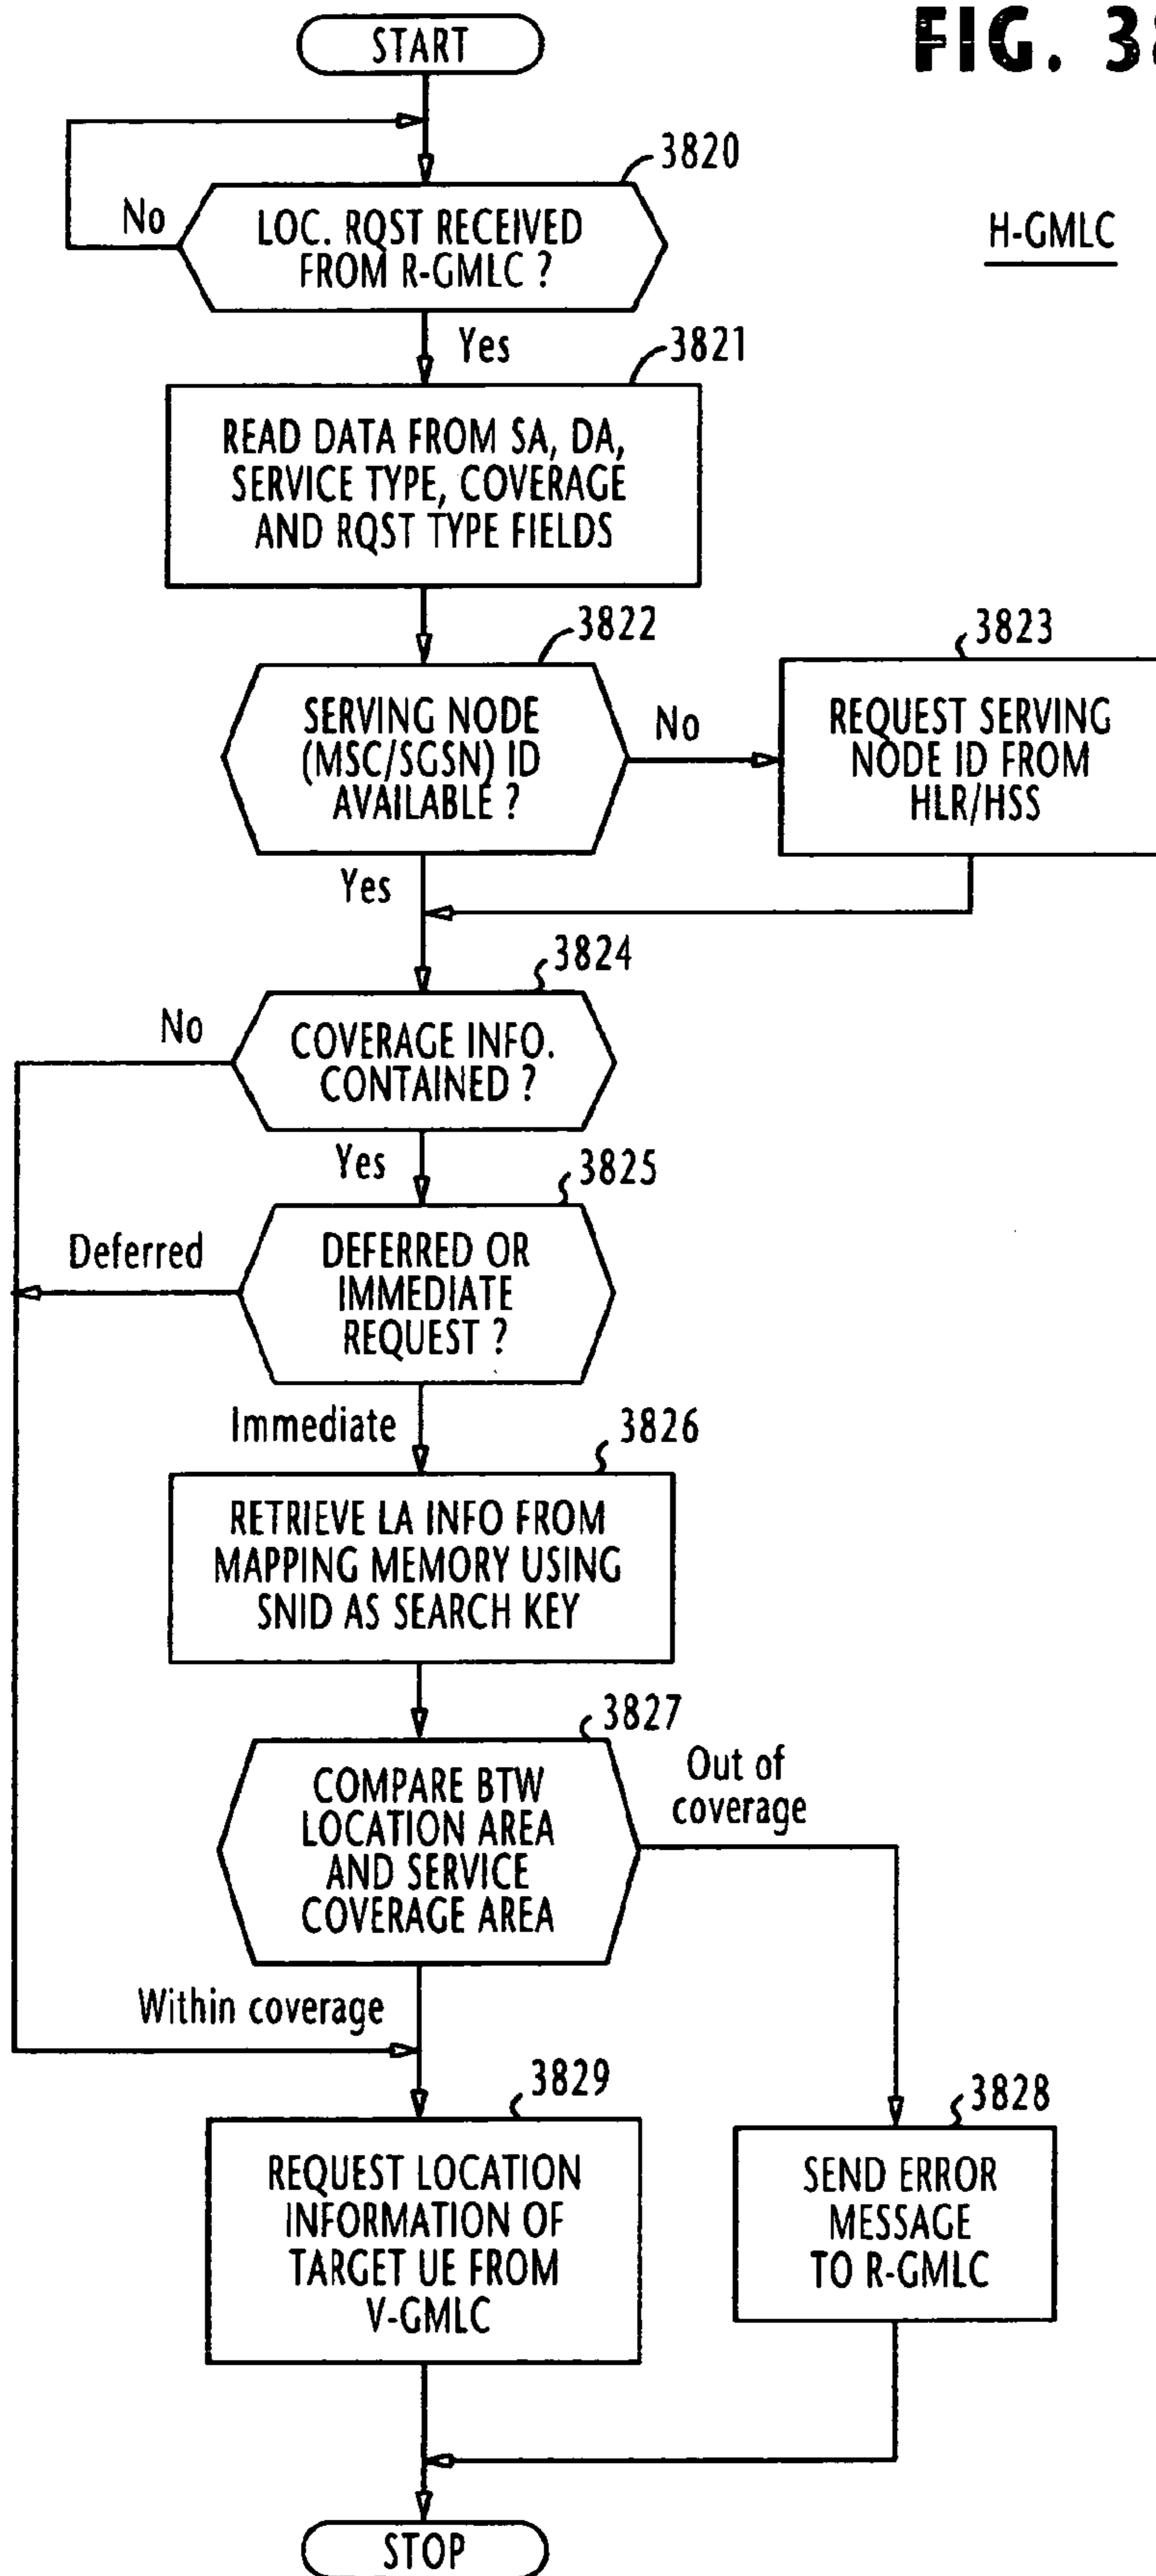 FIG. 38
START
3820
No
LOC. RQST RECEIVED
FROM R-GMLC ?
H-GMLC
Yes
3821
READ DATA FROM SA, DA,
SERVICE TYPE, COVERAGE
AND RQST TYPE FIELDS
3822
3823
SERVING NODE
(MSC/SGSN) ID
AVAILABLE ?
No
REQUEST SERVING
NODE ID FROM
HLR/HSS
Yes
3824
No
COVERAGE INFO.
CONTAINED ?
Yes
3825
Deferred
DEFERRED OR
IMMEDIATE
REQUEST ?
Immediate
3826
RETRIEVE LA INFO FROM
MAPPING MEMORY USING
SNID AS SEARCH KEY
3827
COMPARE BTW
LOCATION AREA
AND SERVICE
COVERAGE AREA
Out of
coverage
Within coverage
3829
3828
REQUEST LOCATION
INFORMATION OF
TARGET UE FROM
V-GMLC
SEND ERROR
MESSAGE
TO R-GMLC
STOP